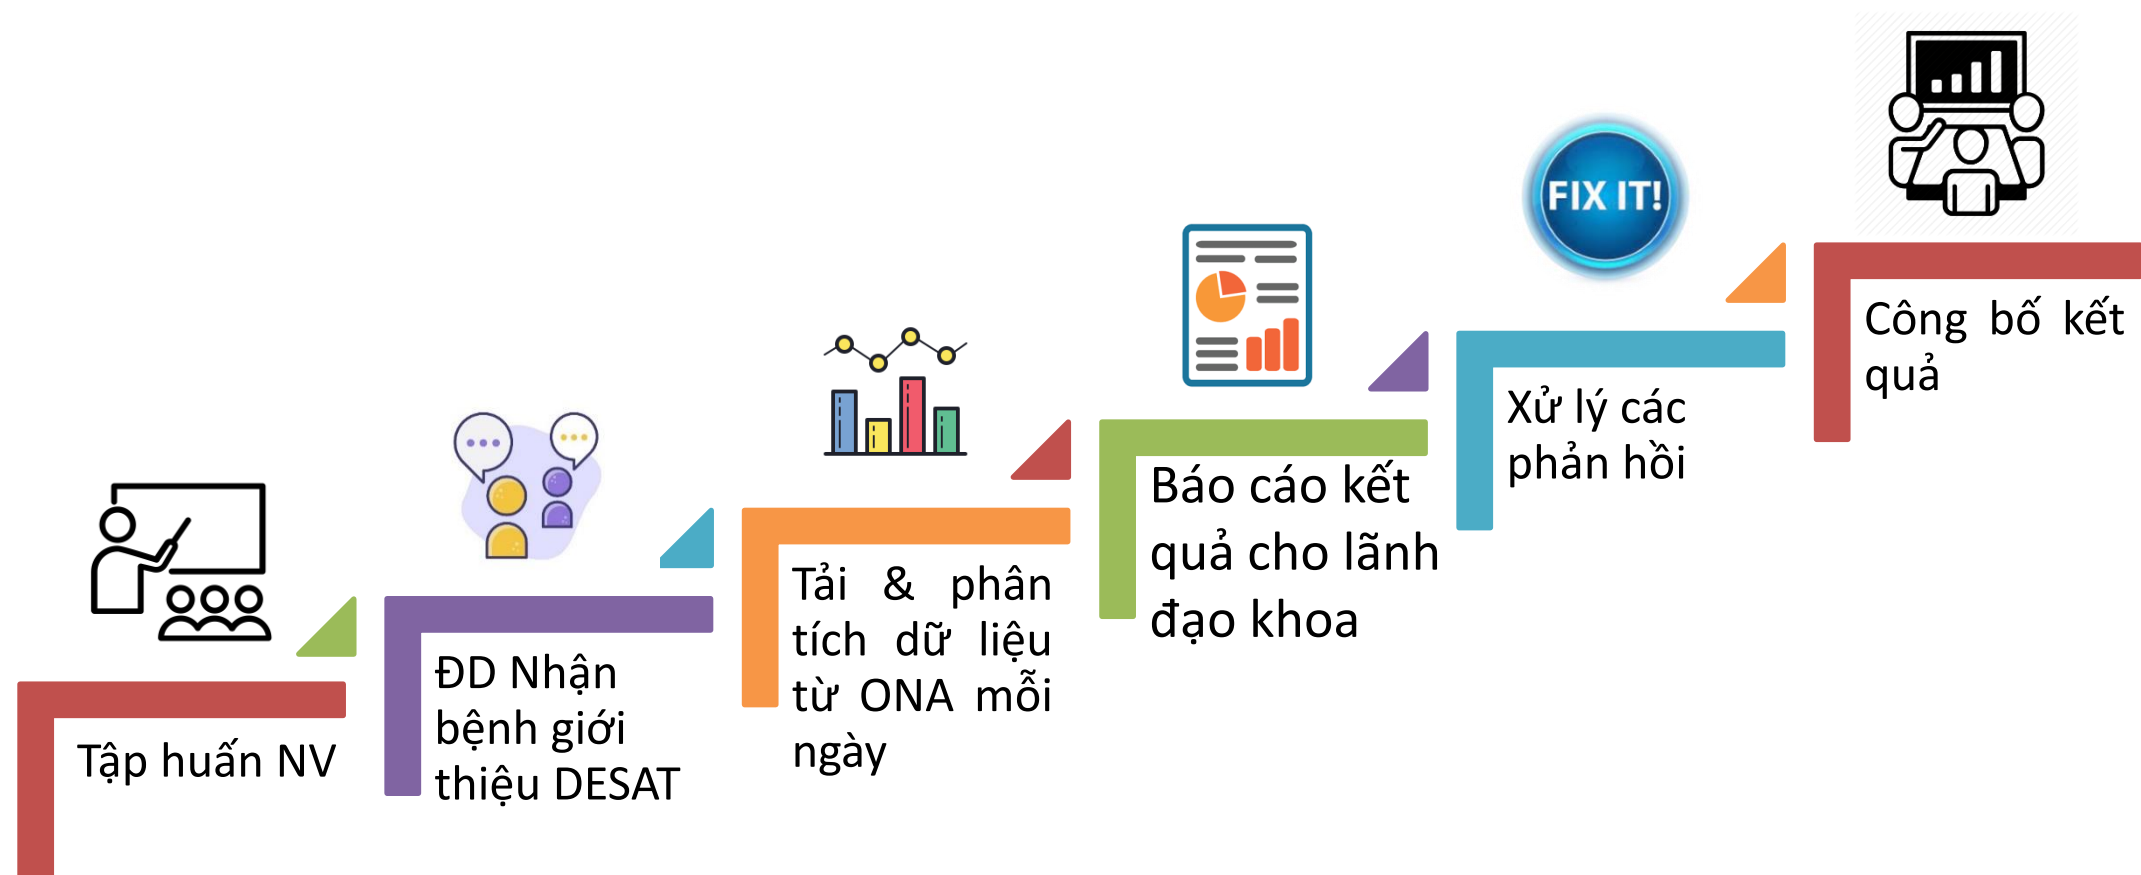 Tập huấn NV
ĐD Nhận
bệnh giới
thiệu DESAT
Tải & phân
tích dữ liệu
từ ONA mỗi
ngày
Báo cáo kết
quả cho lãnh
đạo khoa
FIX IT!
Xử lý các
phản hồi
Công bố kết
quả